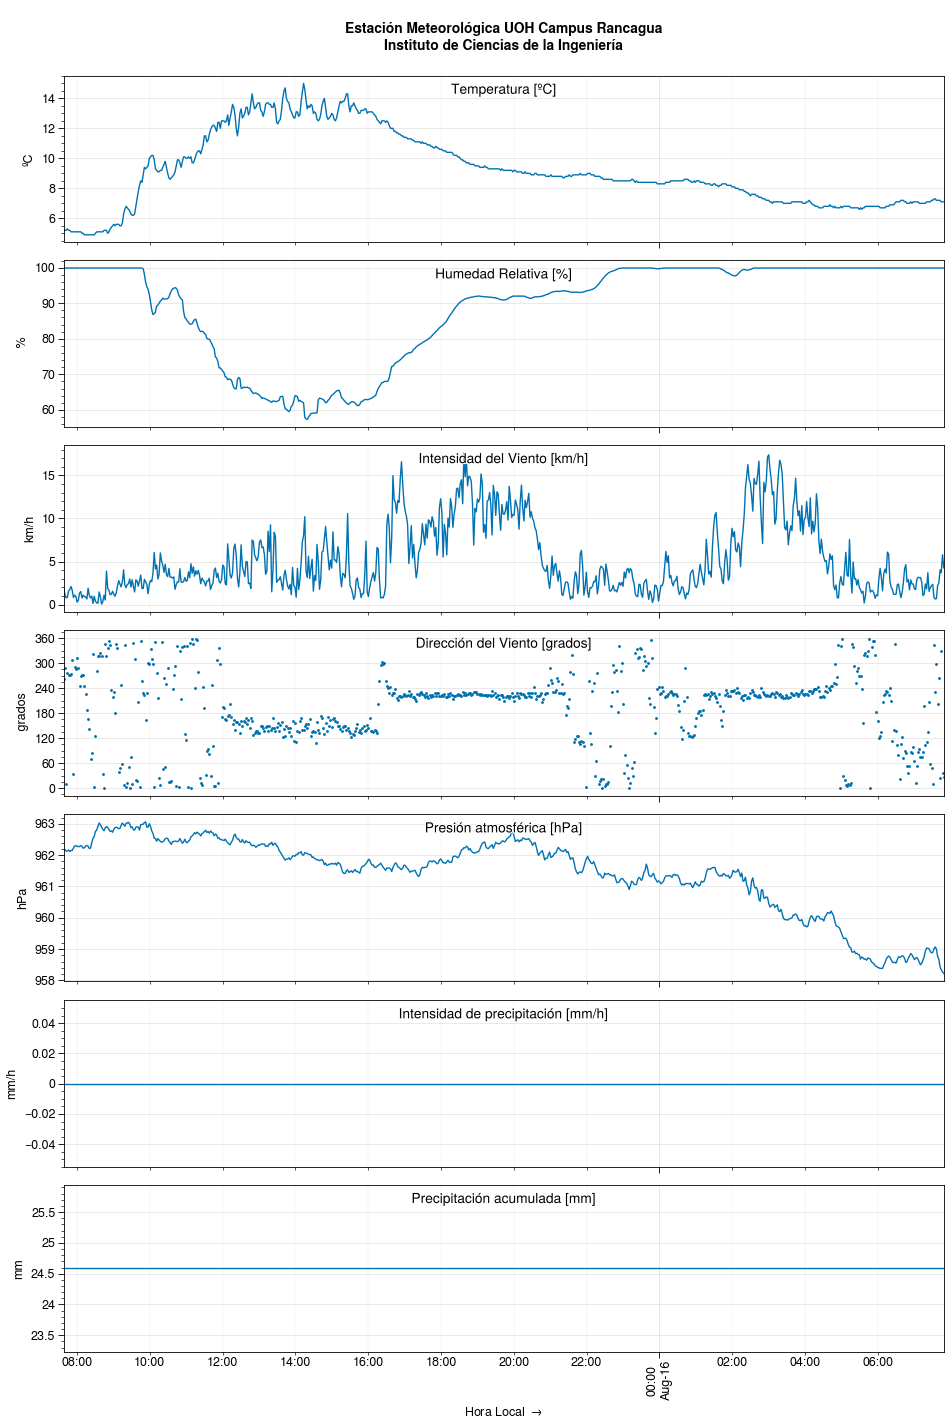 Estación Meteorológica UOH Campus Rancagua
Instituto de Ciencias de la Ingeniería
Temperatura [ºC]
ºC
14
12
10
8
6
Humedad Relativa [%]
%
100
90
80
70
60
Intensidad del Viento [km/h]
km/h
15
10
5
0
Dirección del Viento [grados]
grados
360
300
240
180
120
60
0
Presión atmosférica [hPa]
hPa
963
962
961
960
959
958
Intensidad de precipitación [mm/h]
mm/h
0.04
0.02
0
−0.02
−0.04
Precipitación acumulada [mm]
mm
25.5
25
24.5
24
23.5
08:00 10:00 12:00 14:00 16:00 18:00 20:00 22:00 00:00 02:00 04:00 06:00
Aug-16
Hora Local →